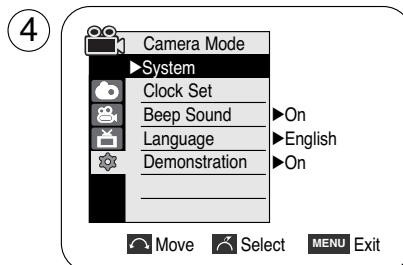 4
Camera Mode
▶System
Clock Set
Beep Sound ▶On
Language ▶English
Demonstration ▶On
Move Select MENU Exit